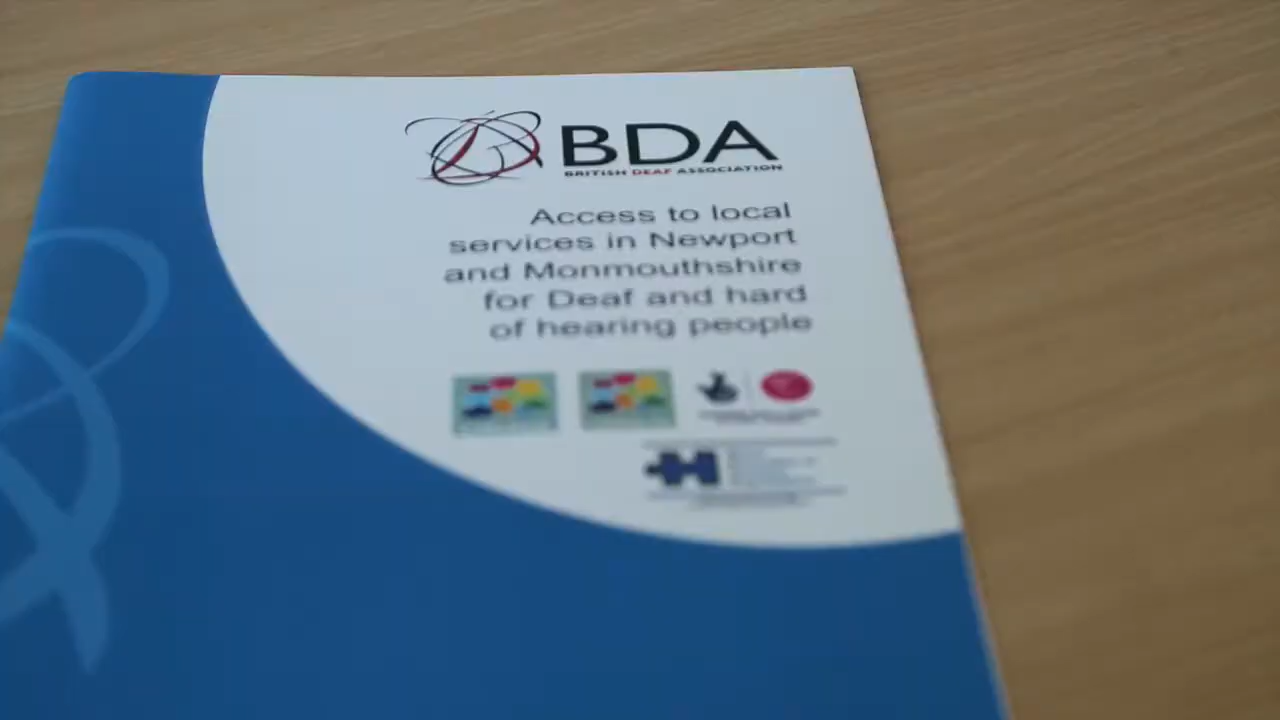 BDA
BRITISH DEAF ASSOCIATION
Access to local
services in Newport
and Monmouthshire
for Deaf and hard
of hearing people